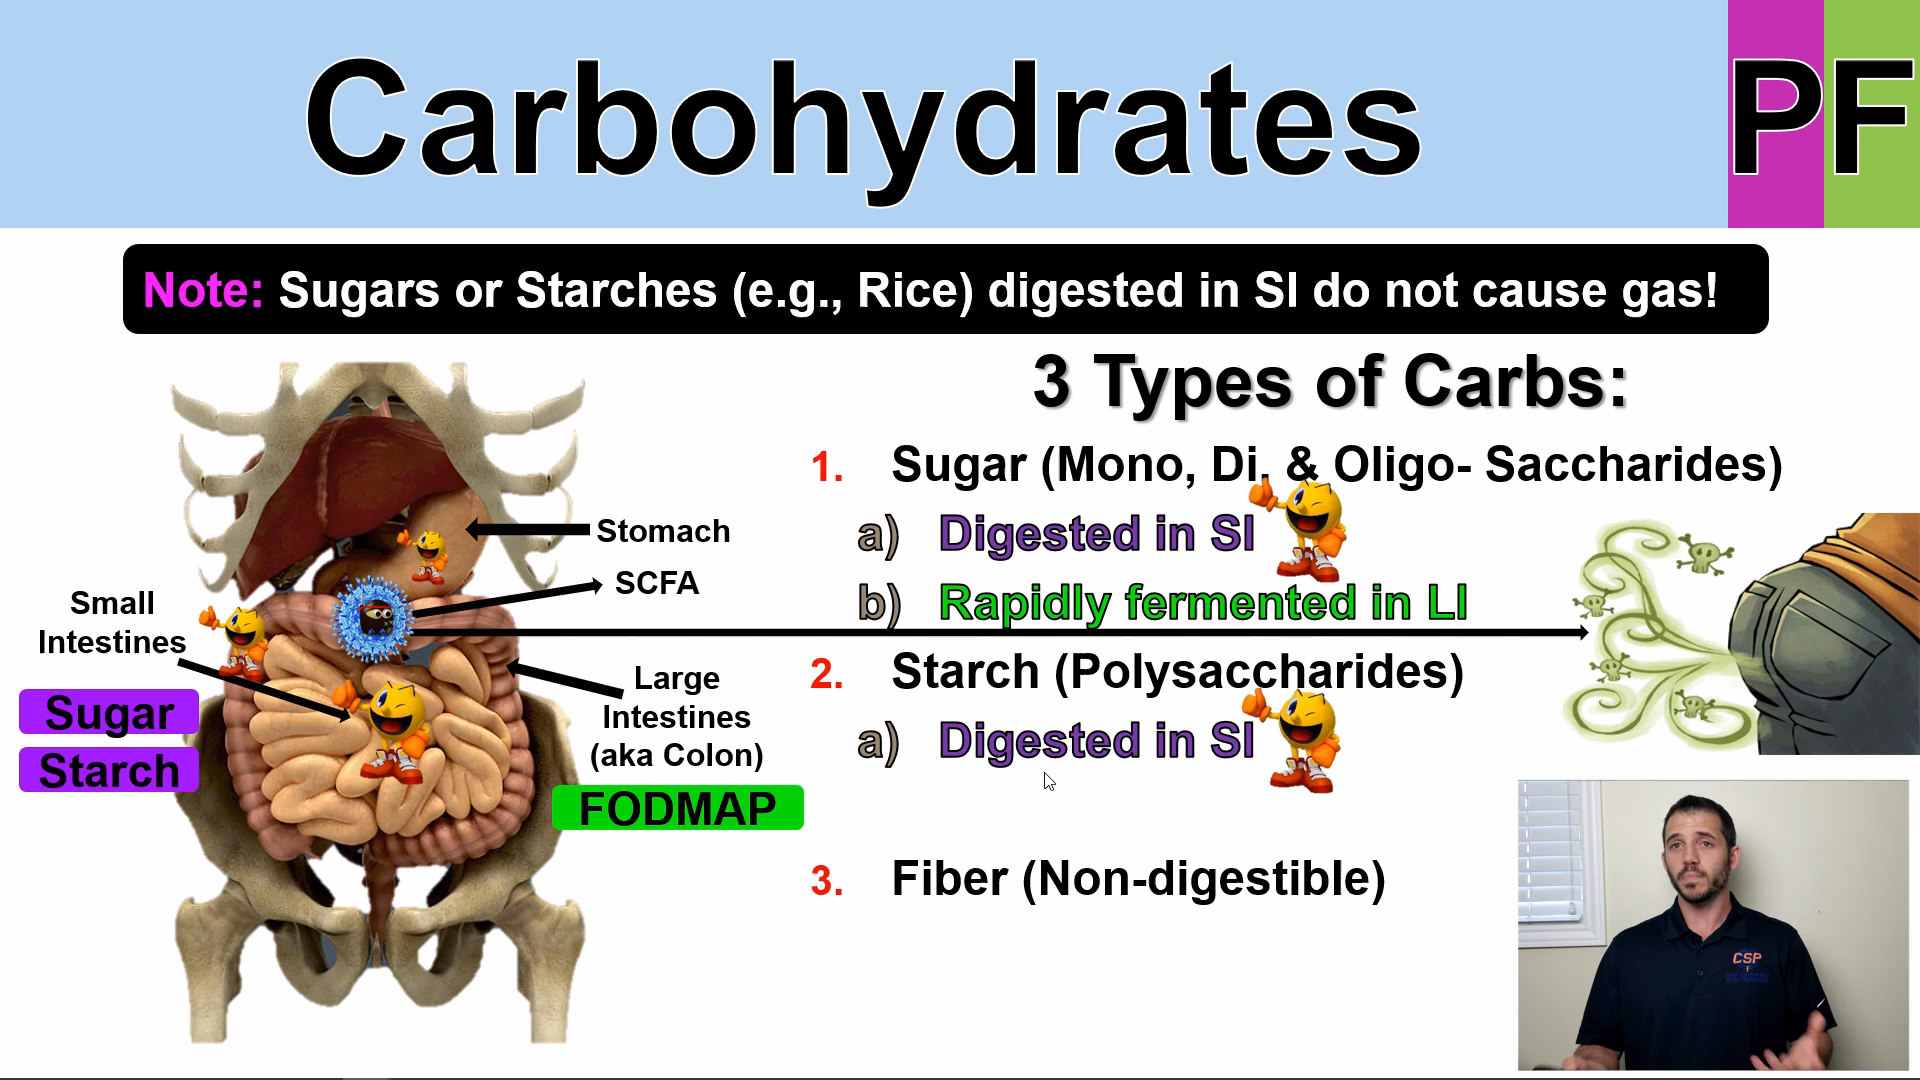 Carbohydrates
PF
Note: Sugars or Starches (e.g., Rice) digested in SI do not cause gas!
3 Types of Carbs:
1. Sugar (Mono, Di, & Oligo- Saccharides)
a) Digested in SI
b) Rapidly fermented in LI
2. Starch (Polysaccharides)
a) Digested in SI
3. Fiber (Non-digestible)
Stomach
SCFA
Small
Intestines
Sugar
Starch
Large
Intestines
(aka Colon)
FODMAP
CSP